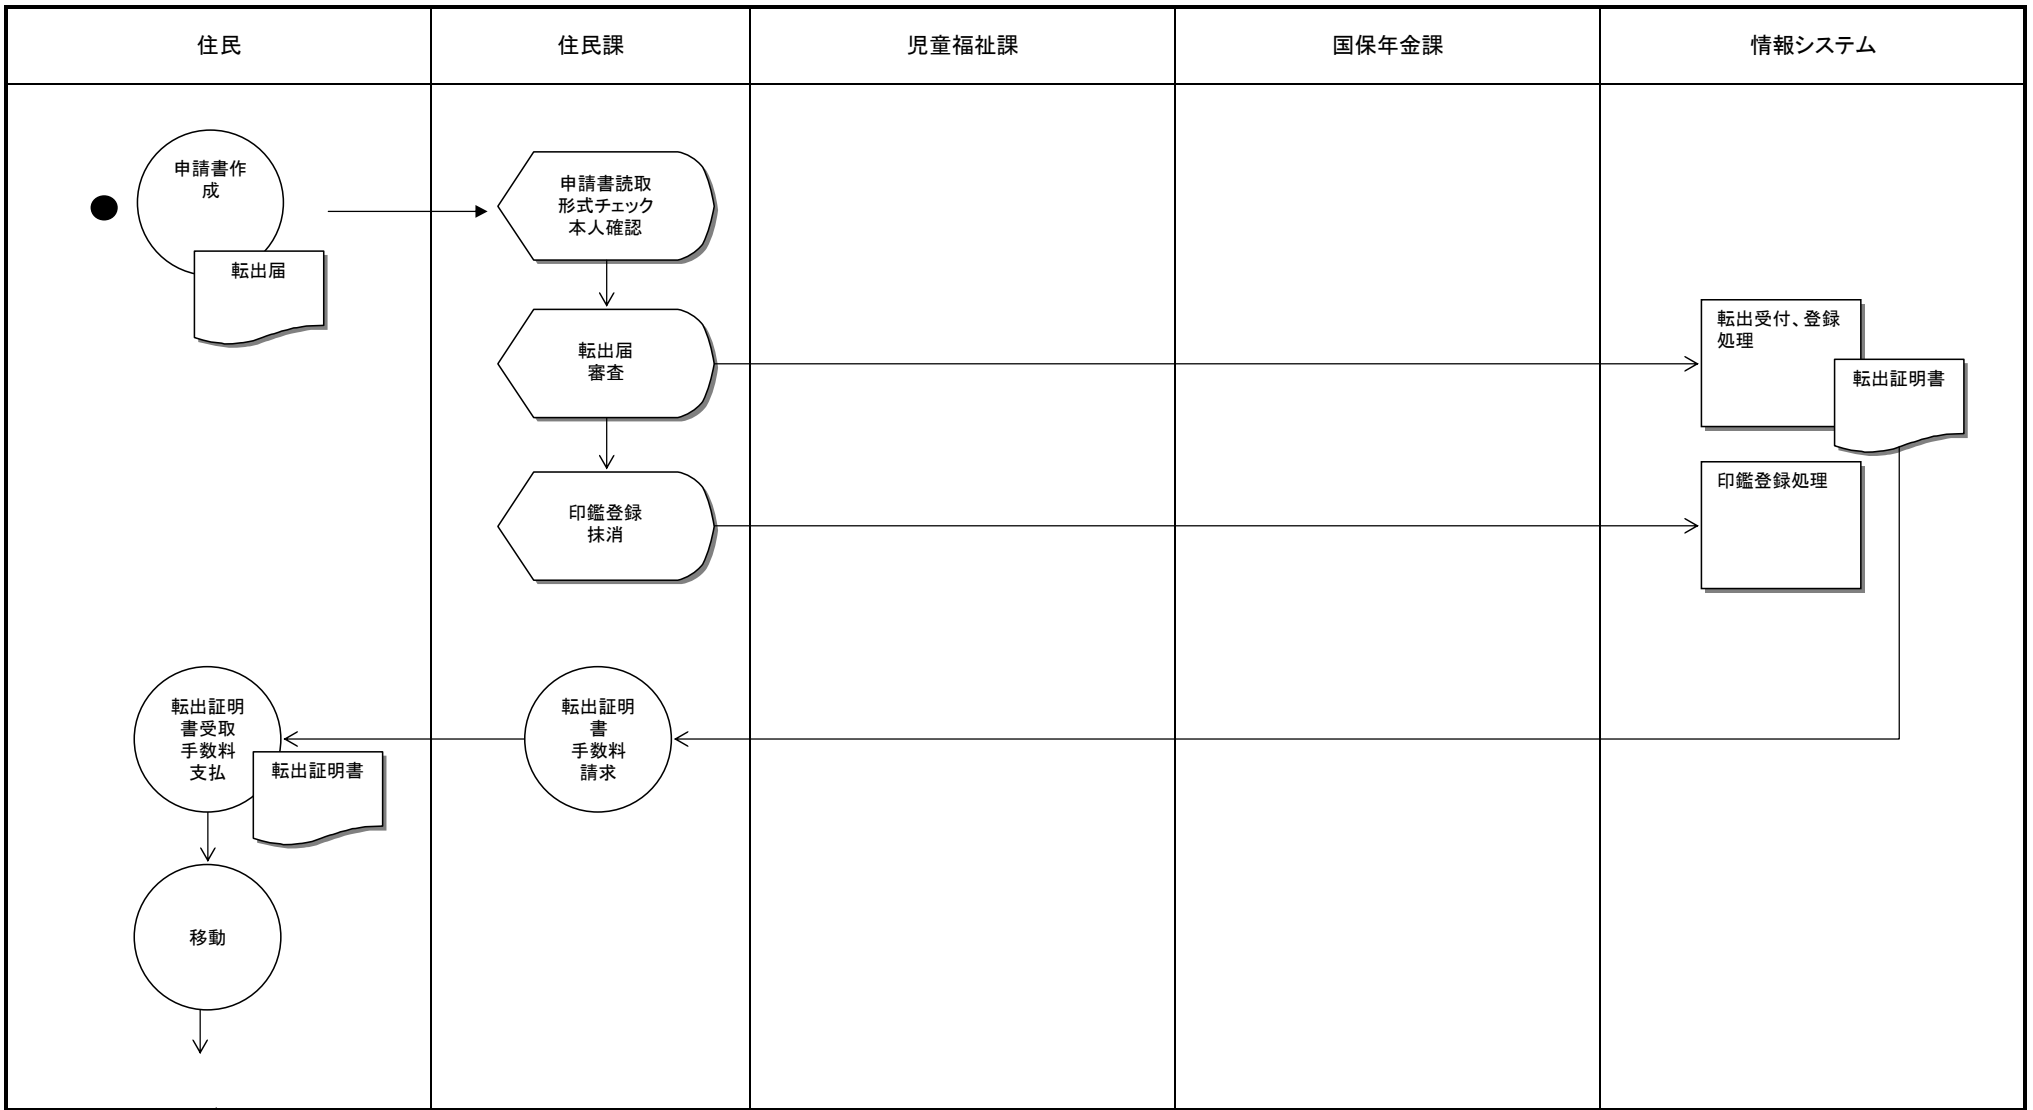 住民
住民課
児童福祉課
国保年金課
情報システム
申請書作
成
転出届
申請書読取
形式チェック
本人確認
転出届
審査
転出受付、登録
処理
転出証明書
印鑑登録
抹消
印鑑登録処理
転出証明
書受取
手数料
支払
転出証明書
転出証明
書
手数料
請求
移動